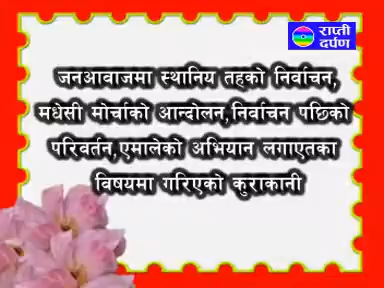 राप्ती
दर्पण
जनआवाजमा स्थानिय तहको निर्वाचन,
मधेसी मोर्चाको आन्दोलन,निर्वाचन पछिको
परिवर्तन,एमालेको अभियान लगाएतका
विषयमा गरिएको कुराकानी